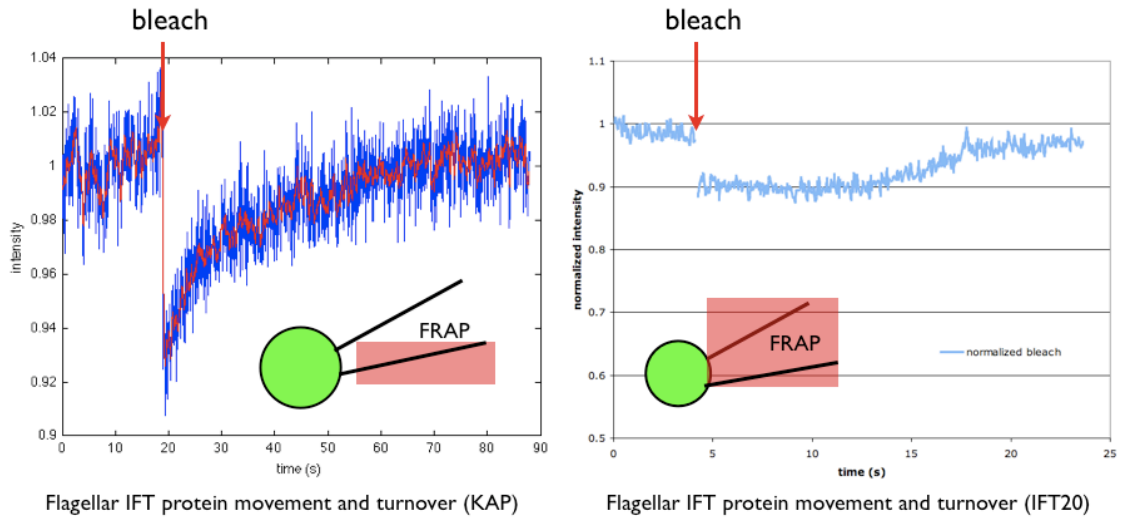 bleach
1.04
1.02
1
0.98
0.96
0.94
0.92
0.9
intensity
0 10 20 30 40 50 60 70 80 90
time (s)
FRAP
Flagellar IFT protein movement and turnover (KAP)
bleach
1.1
1
0.9
0.8
0.7
0.6
0.5
normalized intensity
0 5 10 15 20 25
time (s)
FRAP
normalized bleach
Flagellar IFT protein movement and turnover (IFT20)